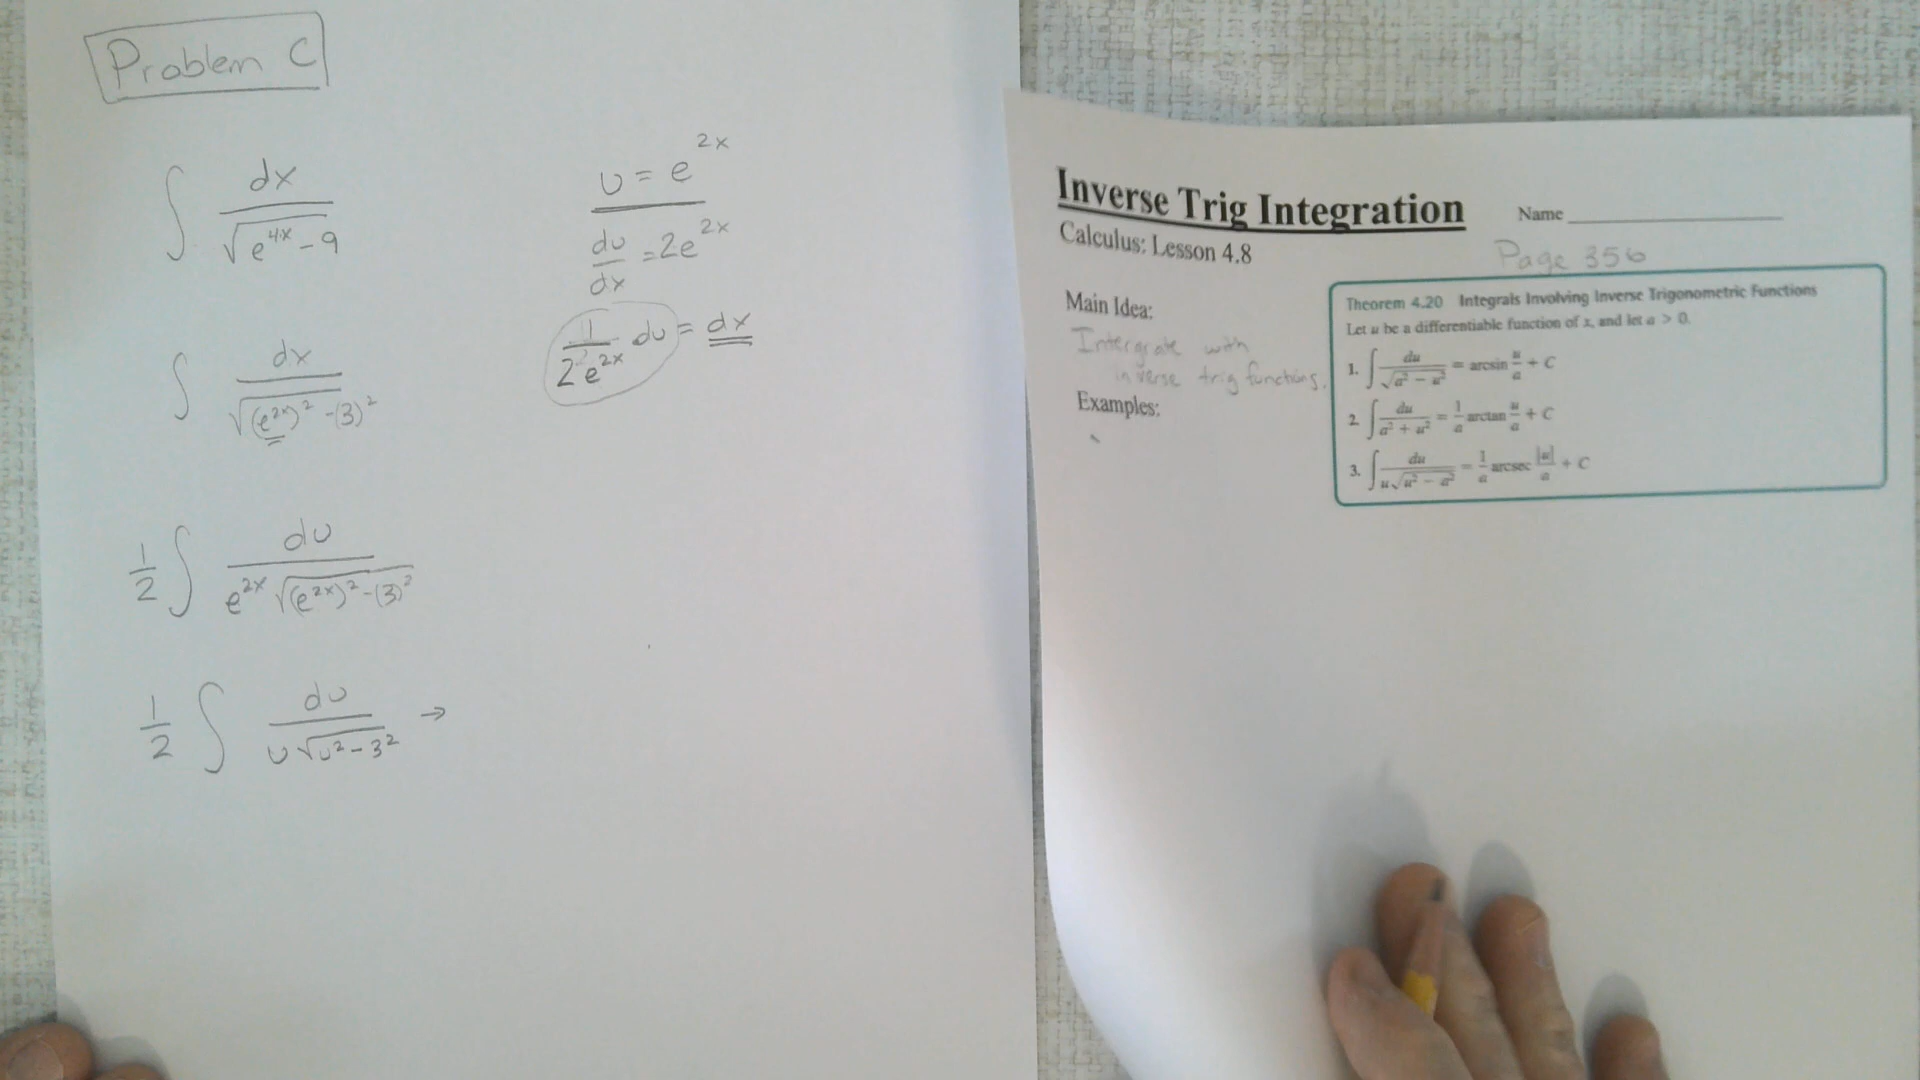 Problem C
∫ dx / √(e^{4x} - 9)
∫ dx / √((e^{2x})² - (3)²)
1/2 ∫ du / e^{2x} √((e^{2x})² - (3)²)
1/2 ∫ du / u √(u² - 3²) →
u = e^{2x}
du/dx = 2e^{2x}
1/(2e^{2x}) du = dx
Inverse Trig Integration
Name
Calculus: Lesson 4.8
Page 356
Main Idea:
Intergrate with
inverse trig functions.
Examples:
Theorem 4.20 Integrals Involving Inverse Trigonometric Functions
Let u be a differentiable function of x, and let a > 0.
1. ∫ du / √(a² - u²) = arcsin u/a + C
2. ∫ du / (a² + u²) = 1/a arctan u/a + C
3. ∫ du / u√(u² - a²) = 1/a arcsec |u|/a + C